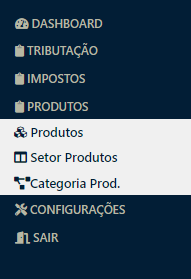 DASHBOARD
TRIBUTAÇÃO
IMPOSTOS
PRODUTOS
Produtos
Setor Produtos
Categoria Prod.
CONFIGURAÇÕES
SAIR